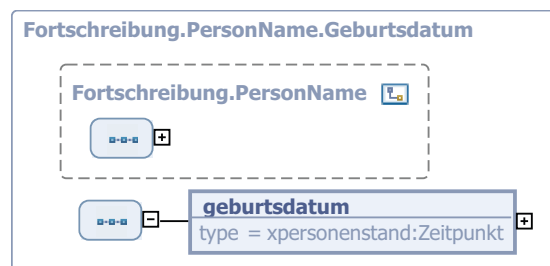 Fortschreibung.PersonName.Geburtsdatum
Fortschreibung.PersonName
geburtsdatum
type = xpersonenstand:Zeitpunkt